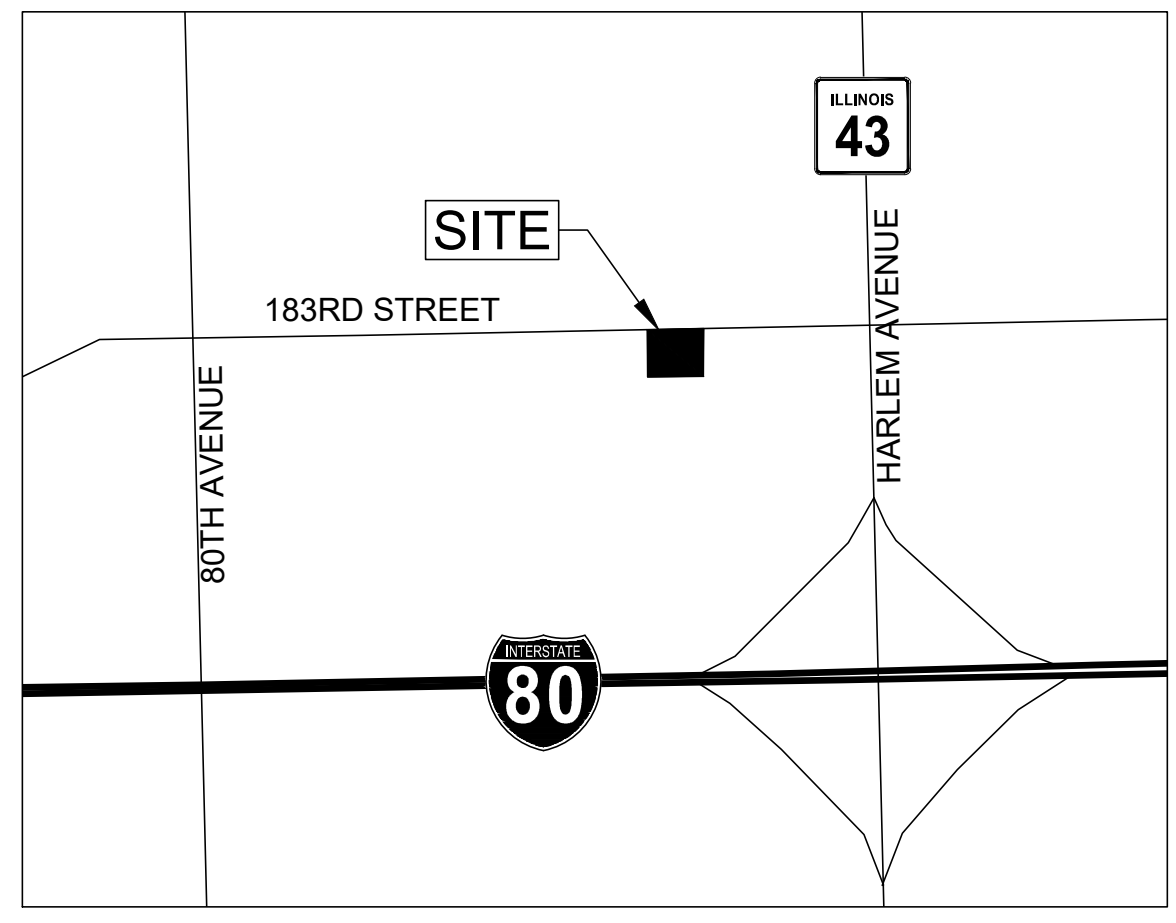 ILLINOIS
43
SITE
183RD STREET
HARLEM AVENUE
80TH AVENUE
INTERSTATE
80